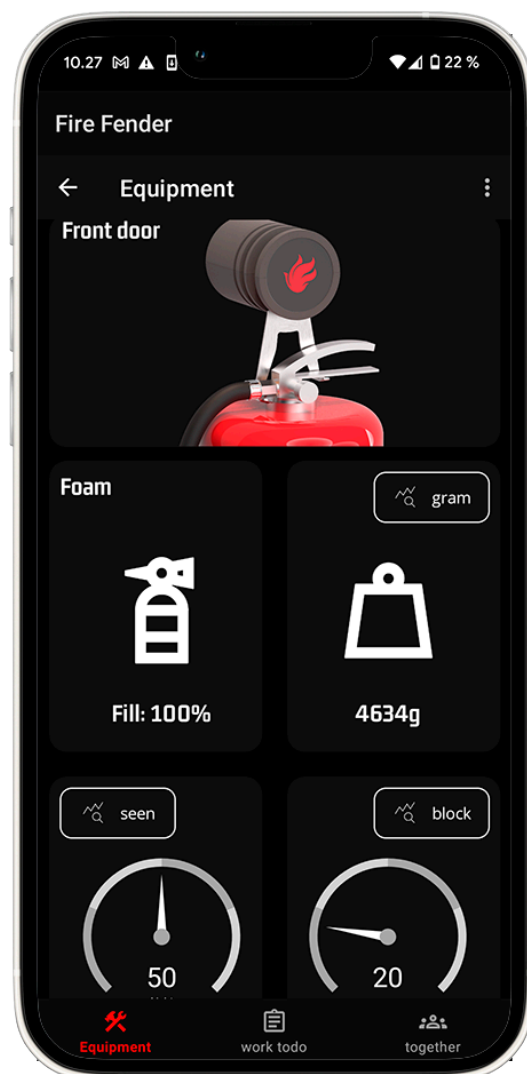 10.27
22 %
Fire Fender
Equipment
Front door
Foam
gram
Fill: 100%
4634g
seen
block
50
20
Equipment
work todo
together